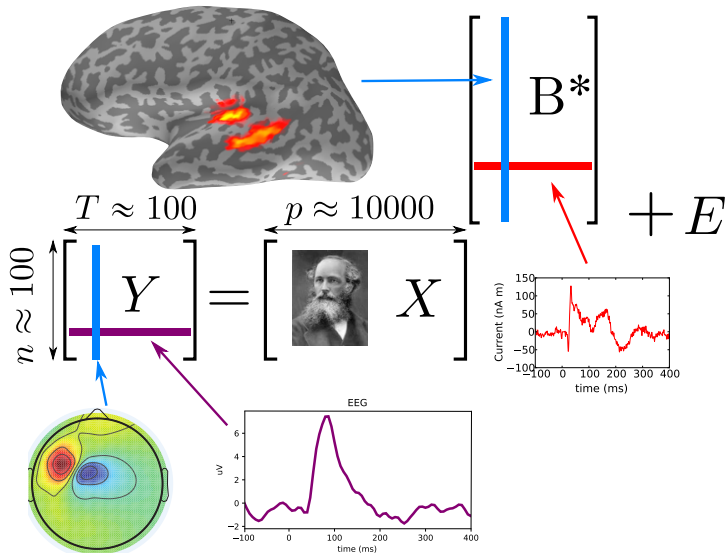 B*
T ≈ 100
p ≈ 10000
+ E
n ≈ 100
Y
=
X
150
100
50
0
−50
−100
Current (nA m)
-100
0
100
200
300
400
time (ms)
EEG
6
4
2
0
−2
uV
−100
0
100
200
300
400
time (ms)